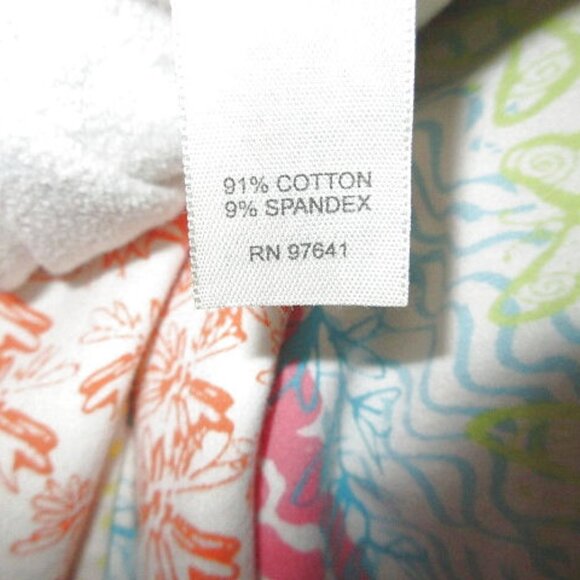 91% COTTON
9% SPANDEX
RN 97641